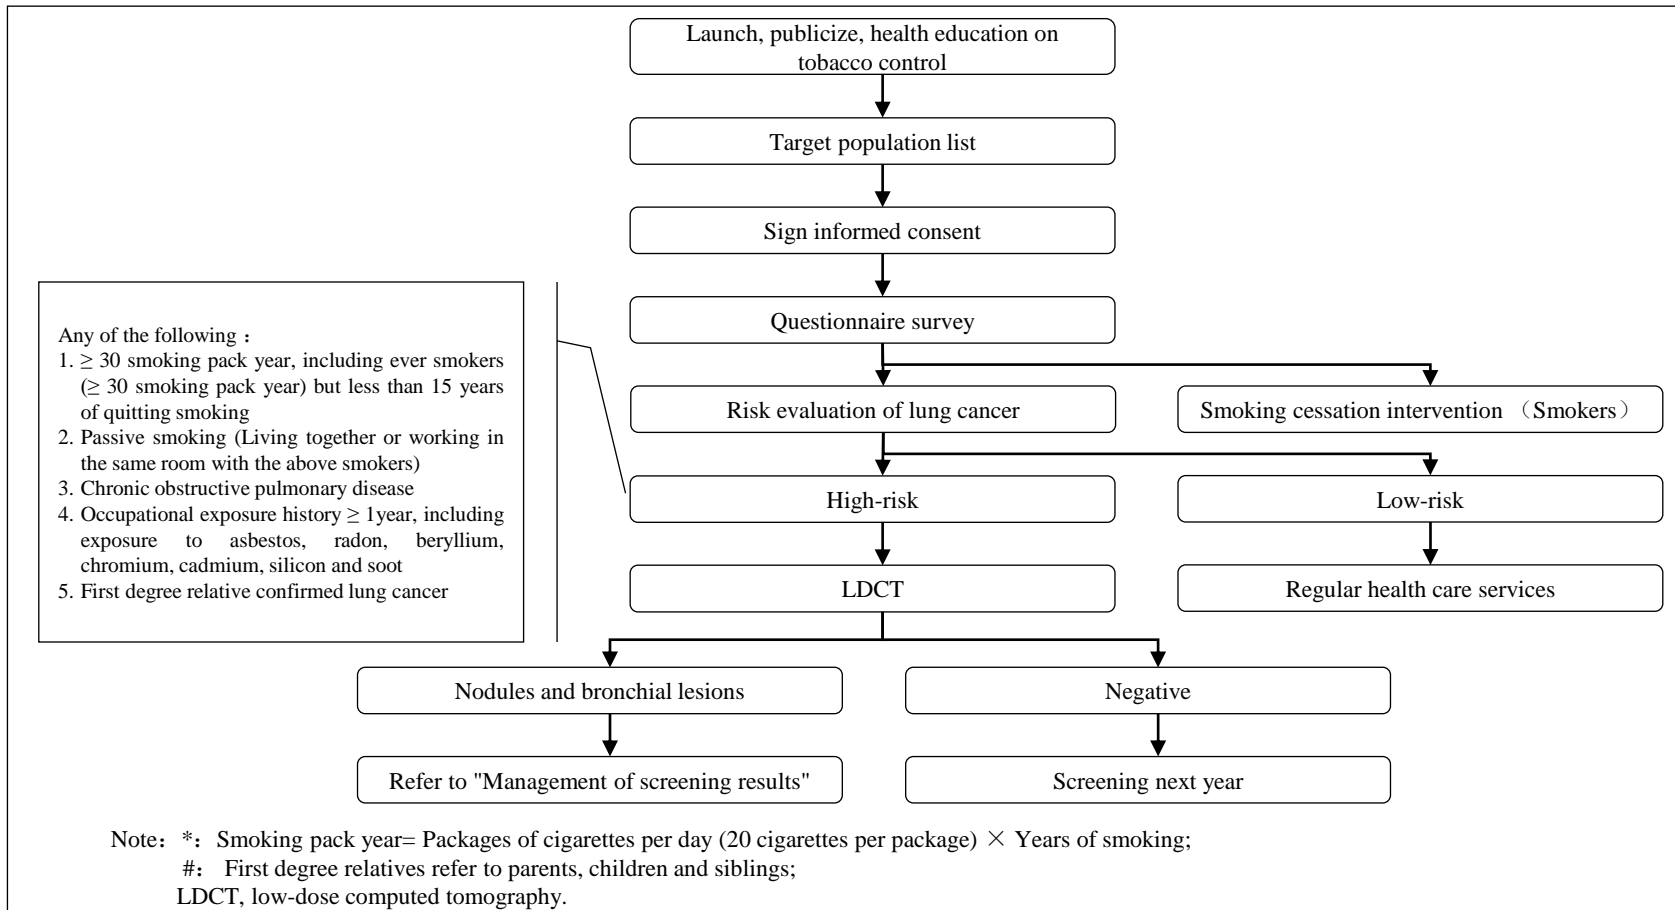 Launch, publicize, health education on
tobacco control
Target population list
Sign informed consent
Questionnaire survey
Risk evaluation of lung cancer
Smoking cessation intervention （Smokers）
Any of the following：
1. ≥ 30 smoking pack year, including ever smokers
(≥ 30 smoking pack year) but less than 15 years
of quitting smoking
2. Passive smoking (Living together or working in
the same room with the above smokers)
3. Chronic obstructive pulmonary disease
4. Occupational exposure history ≥ 1year, including
exposure to asbestos, radon, beryllium,
chromium, cadmium, silicon and soot
5. First degree relative confirmed lung cancer
High-risk
Low-risk
LDCT
Regular health care services
Nodules and bronchial lesions
Negative
Refer to "Management of screening results"
Screening next year
Note：*：Smoking pack year= Packages of cigarettes per day (20 cigarettes per package) × Years of smoking;
#： First degree relatives refer to parents, children and siblings;
LDCT, low-dose computed tomography.